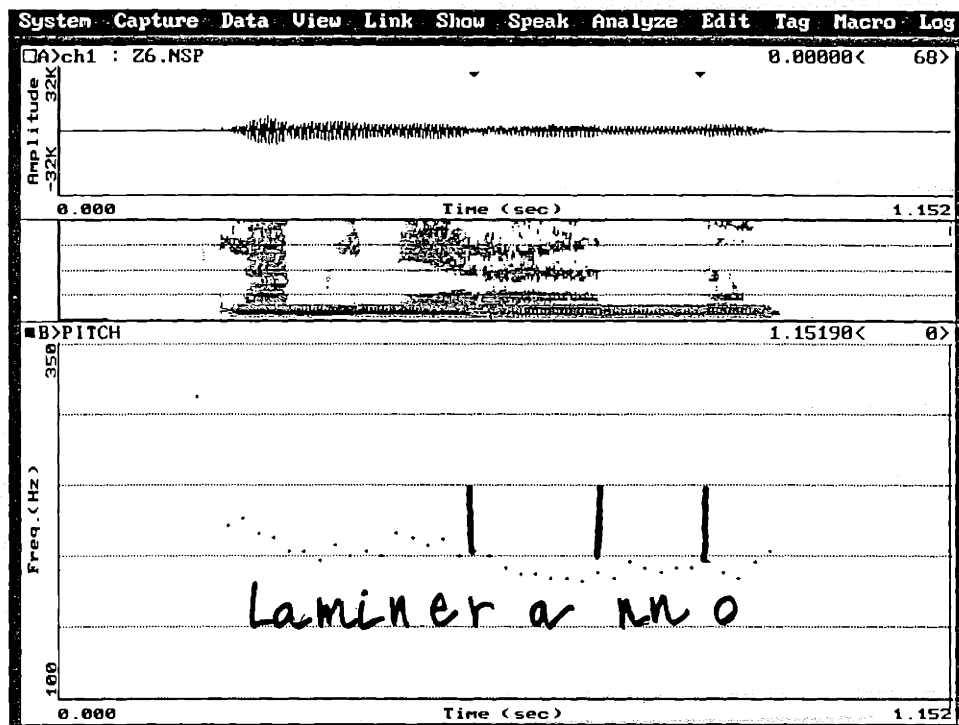 System Capture Data View Link Show Speak Analyze Edit Tag Macro Log
A>ch1 : Z6.NSP 0.00000< 68>
Amplitude
32K
-32K
0.000 Time (sec) 1.152
B>PITCH 1.15190< 0>
350
Freq.(Hz)
100
Laminer a nn o
0.000 Time (sec) 1.152